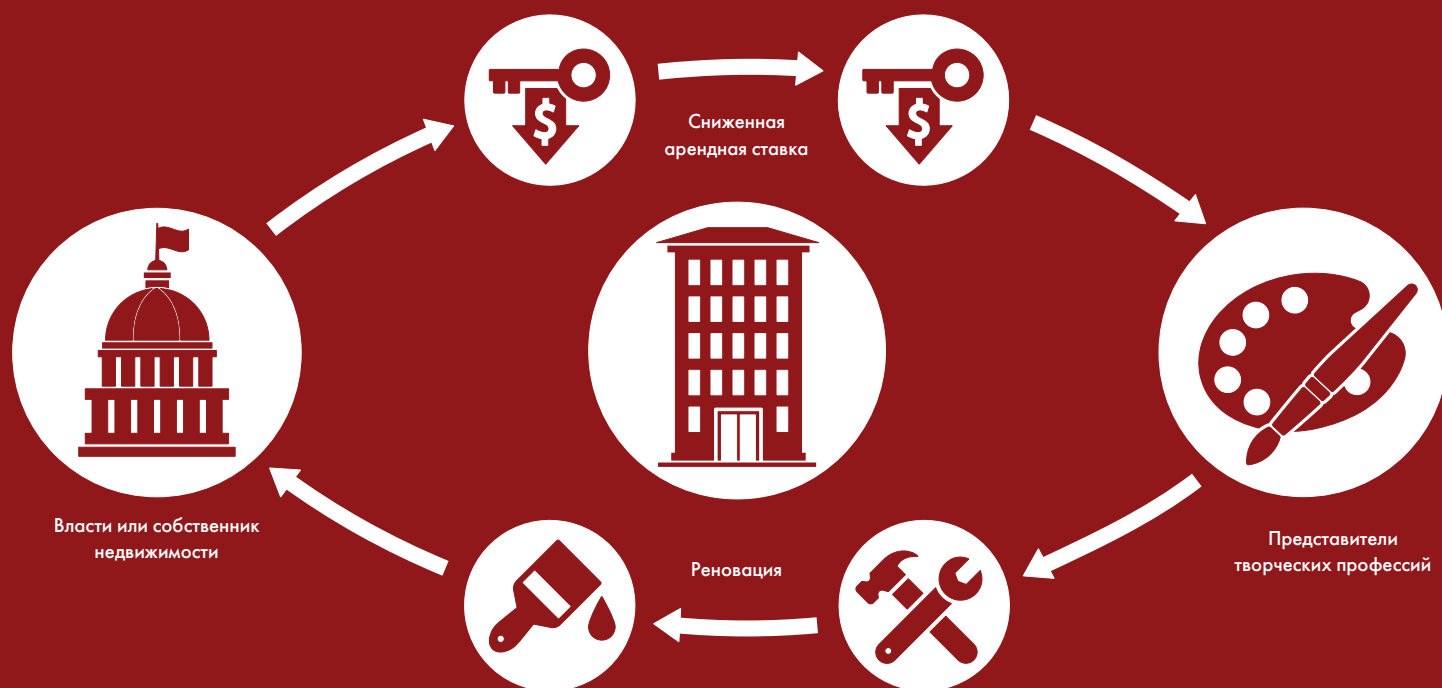 Сниженная
арендная ставка
Власти или собственник
недвижимости
Реновация
Представители
творческих профессий
$
$